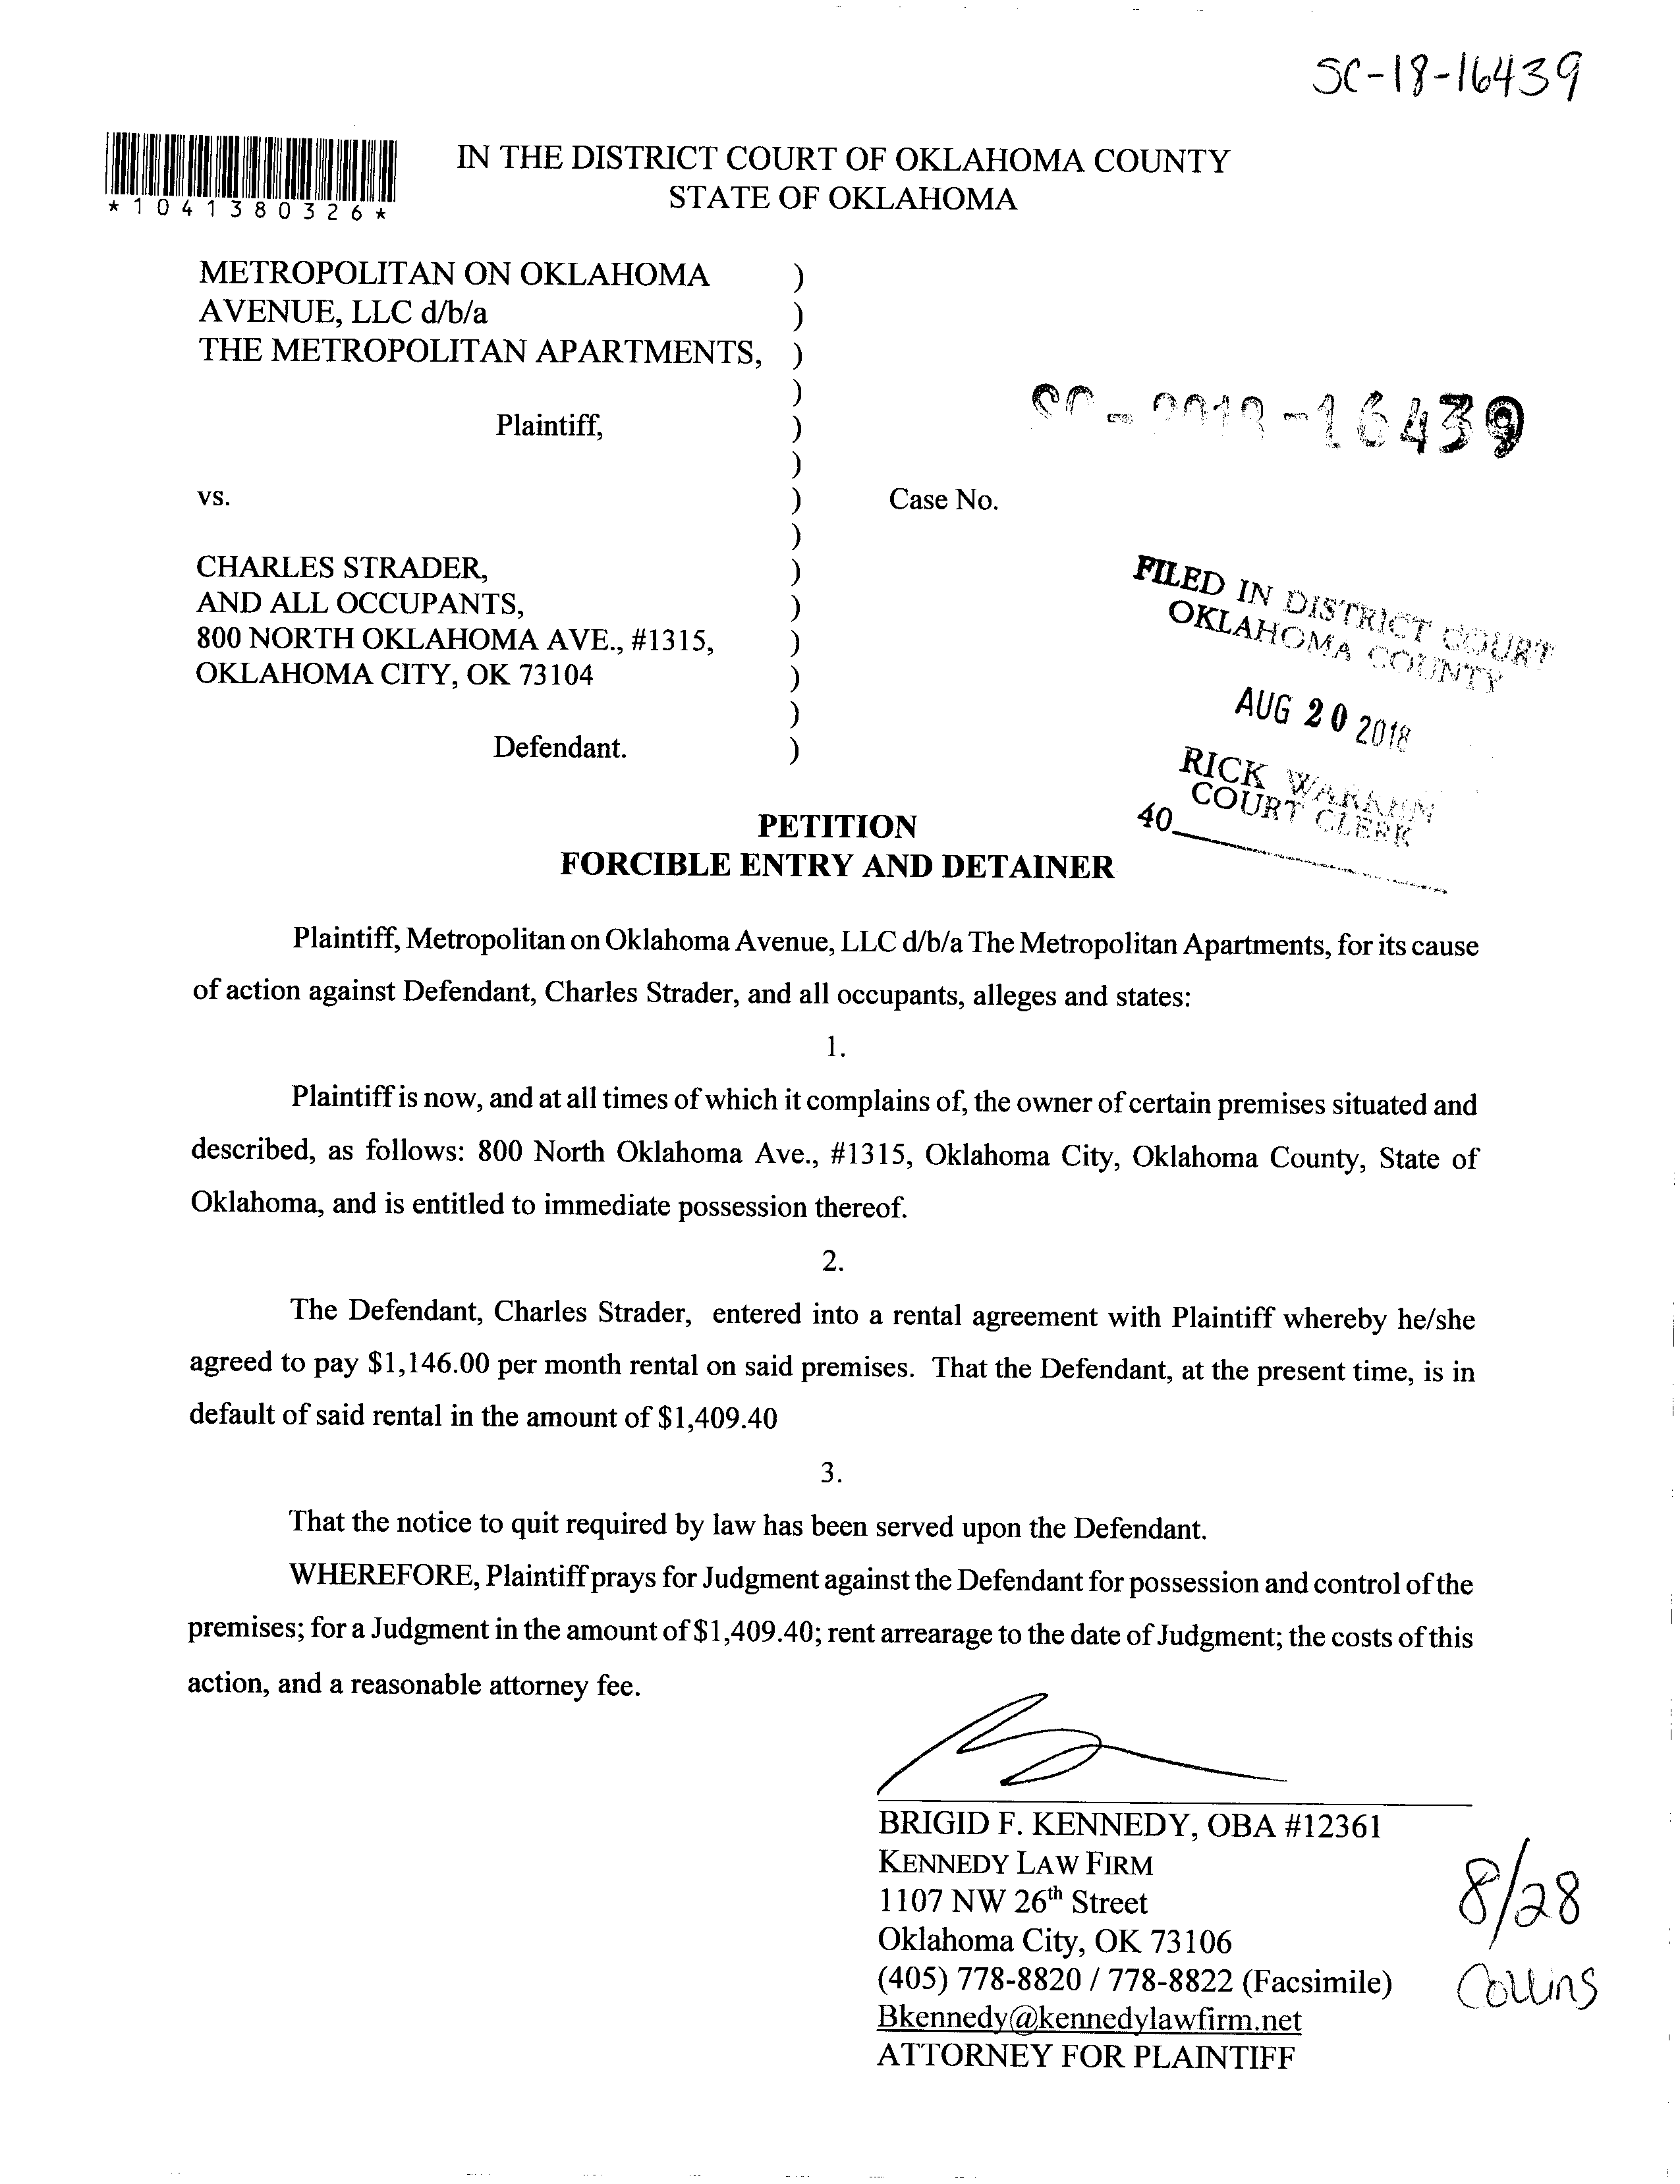 SC-18-16439
*1041380326*
IN THE DISTRICT COURT OF OKLAHOMA COUNTY
STATE OF OKLAHOMA
METROPOLITAN ON OKLAHOMA )
AVENUE, LLC d/b/a )
THE METROPOLITAN APARTMENTS, )
)
Plaintiff, )
)
vs. )
)
CHARLES STRADER, )
AND ALL OCCUPANTS, )
800 NORTH OKLAHOMA AVE., #1315, )
OKLAHOMA CITY, OK 73104 )
)
Defendant. )
SC-2018-16439
Case No.
FILED IN DISTRICT COURT
OKLAHOMA COUNTY
AUG 20 2018
RICK WARREN
COURT CLERK
40
PETITION
FORCIBLE ENTRY AND DETAINER
Plaintiff, Metropolitan on Oklahoma Avenue, LLC d/b/a The Metropolitan Apartments, for its cause
of action against Defendant, Charles Strader, and all occupants, alleges and states:
1.
Plaintiff is now, and at all times of which it complains of, the owner of certain premises situated and
described, as follows: 800 North Oklahoma Ave., #1315, Oklahoma City, Oklahoma County, State of
Oklahoma, and is entitled to immediate possession thereof.
2.
The Defendant, Charles Strader, entered into a rental agreement with Plaintiff whereby he/she
agreed to pay $1,146.00 per month rental on said premises. That the Defendant, at the present time, is in
default of said rental in the amount of $1,409.40
3.
That the notice to quit required by law has been served upon the Defendant.
WHEREFORE, Plaintiff prays for Judgment against the Defendant for possession and control of the
premises; for a Judgment in the amount of $1,409.40; rent arrearage to the date of Judgment; the costs of this
action, and a reasonable attorney fee.
BRIGID F. KENNEDY, OBA #12361
KENNEDY LAW FIRM
1107 NW 26th Street
Oklahoma City, OK 73106
(405) 778-8820 / 778-8822 (Facsimile)
Bkennedy@kennedylawfirm.net
ATTORNEY FOR PLAINTIFF
8/28
Collins